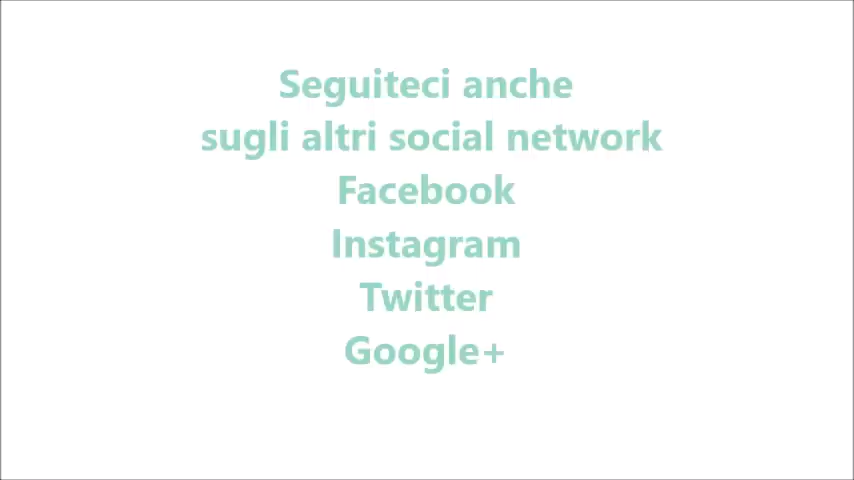 Seguiteci anche
sugli altri social network
Facebook
Instagram
Twitter
Google+